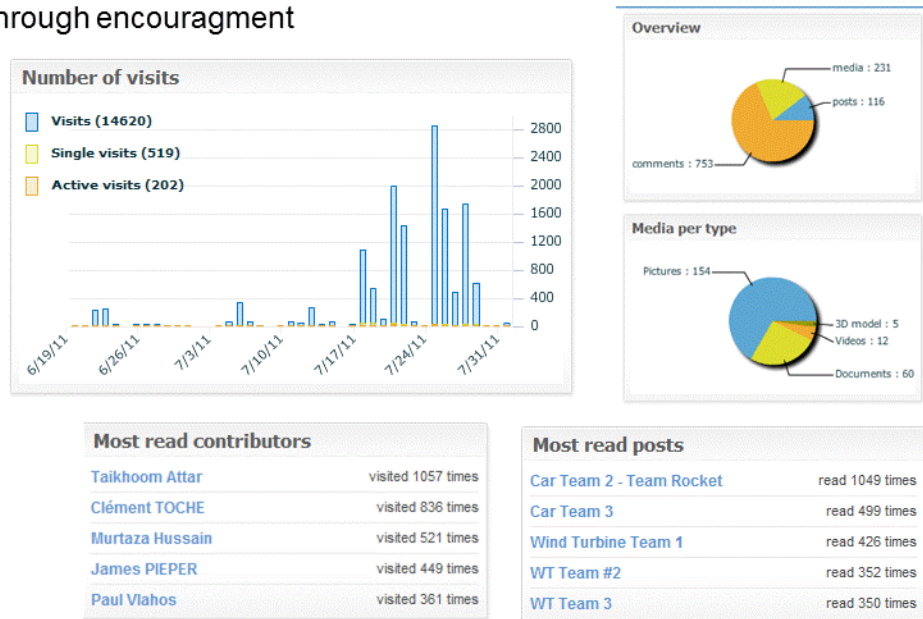 hrough encouragment
Number of visits
Visits (14620)
Single visits (519)
Active visits (202)
2800
2400
2000
1600
1200
800
400
0
6/19/11
6/26/11
7/3/11
7/10/11
7/17/11
7/24/11
7/31/11
Overview
media : 231
posts : 116
comments : 753
Media per type
Pictures : 154
3D model : 5
Videos : 12
Documents : 60
Most read contributors
Taikhoom Attar visited 1057 times
Clément TOCHE visited 836 times
Murtaza Hussain visited 521 times
James PIEPER visited 449 times
Paul Vlahos visited 361 times
Most read posts
Car Team 2 - Team Rocket read 1049 times
Car Team 3 read 499 times
Wind Turbine Team 1 read 426 times
WT Team #2 read 352 times
WT Team 3 read 350 times